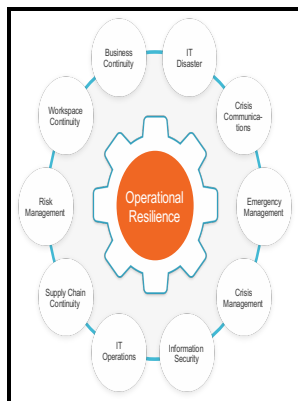 Business
Continuity
IT
Disaster
Crisis
Communica-
tions
Emergency
Management
Crisis
Management
Information
Security
IT
Operations
Supply Chain
Continuity
Risk
Management
Workspace
Continuity
Operational
Resilience